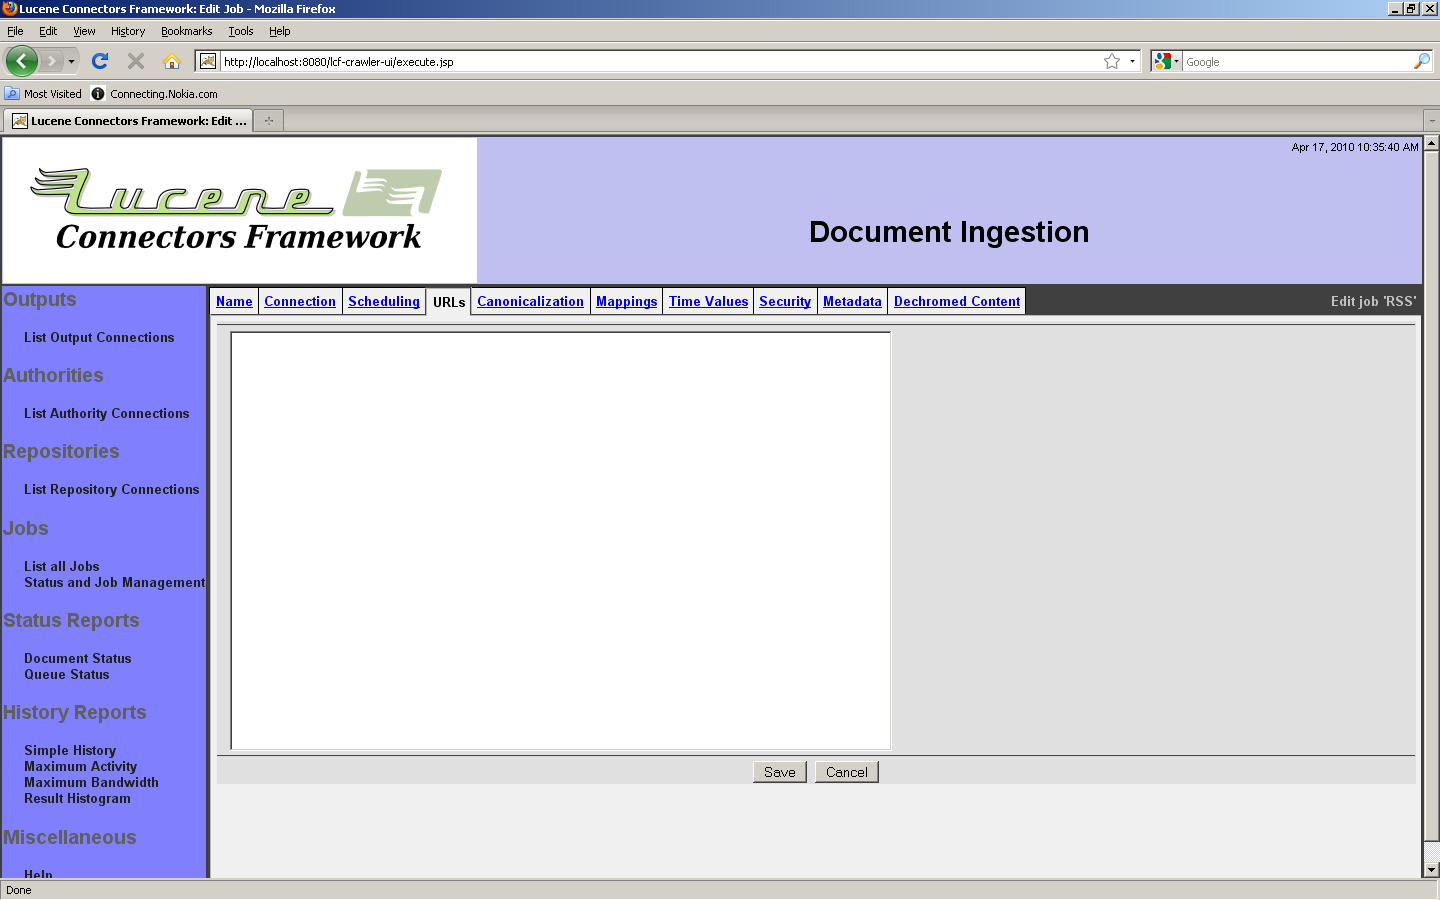 Lucene Connectors Framework: Edit Job - Mozilla Firefox
File Edit View History Bookmarks Tools Help
http://localhost:8080/lcf-crawler-ui/execute.jsp
Google
Most Visited
Connecting.Nokia.com
Lucene Connectors Framework: Edit ...
Apr 17, 2010 10:35:40 AM
Lucene
Connectors Framework
Document Ingestion
Outputs
List Output Connections
Authorities
List Authority Connections
Repositories
List Repository Connections
Jobs
List all Jobs
Status and Job Management
Status Reports
Document Status
Queue Status
History Reports
Simple History
Maximum Activity
Maximum Bandwidth
Result Histogram
Miscellaneous
Help
Name Connection Scheduling URLs Canonicalization Mappings Time Values Security Metadata Dechromed Content
Edit job 'RSS'
Save Cancel
Done